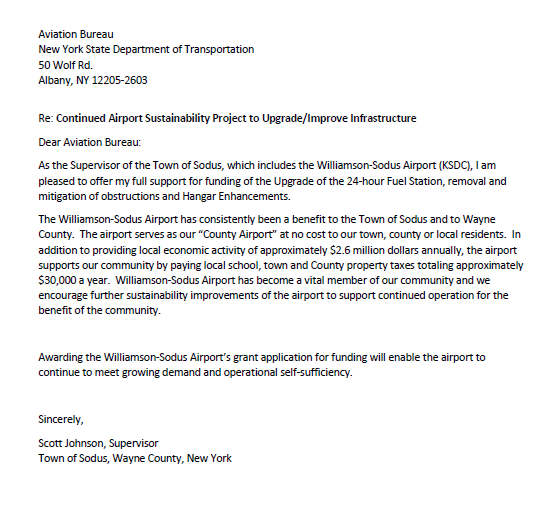 Aviation Bureau
New York State Department of Transportation
50 Wolf Rd.
Albany, NY 12205-2603
Re: Continued Airport Sustainability Project to Upgrade/Improve Infrastructure
Dear Aviation Bureau:
As the Supervisor of the Town of Sodus, which includes the Williamson-Sodus Airport (KSDC), I am
pleased to offer my full support for funding of the Upgrade of the 24-hour Fuel Station, removal and
mitigation of obstructions and Hangar Enhancements.
The Williamson-Sodus Airport has consistently been a benefit to the Town of Sodus and to Wayne
County.  The airport serves as our “County Airport” at no cost to our town, county or local residents.  In
addition to providing local economic activity of approximately $2.6 million dollars annually, the airport
supports our community by paying local school, town and County property taxes totaling approximately
$30,000 a year.  Williamson-Sodus Airport has become a vital member of our community and we
encourage further sustainability improvements of the airport to support continued operation for the
benefit of the community.
Awarding the Williamson-Sodus Airport’s grant application for funding will enable the airport to
continue to meet growing demand and operational self-sufficiency.
Sincerely,
Scott Johnson, Supervisor
Town of Sodus, Wayne County, New York